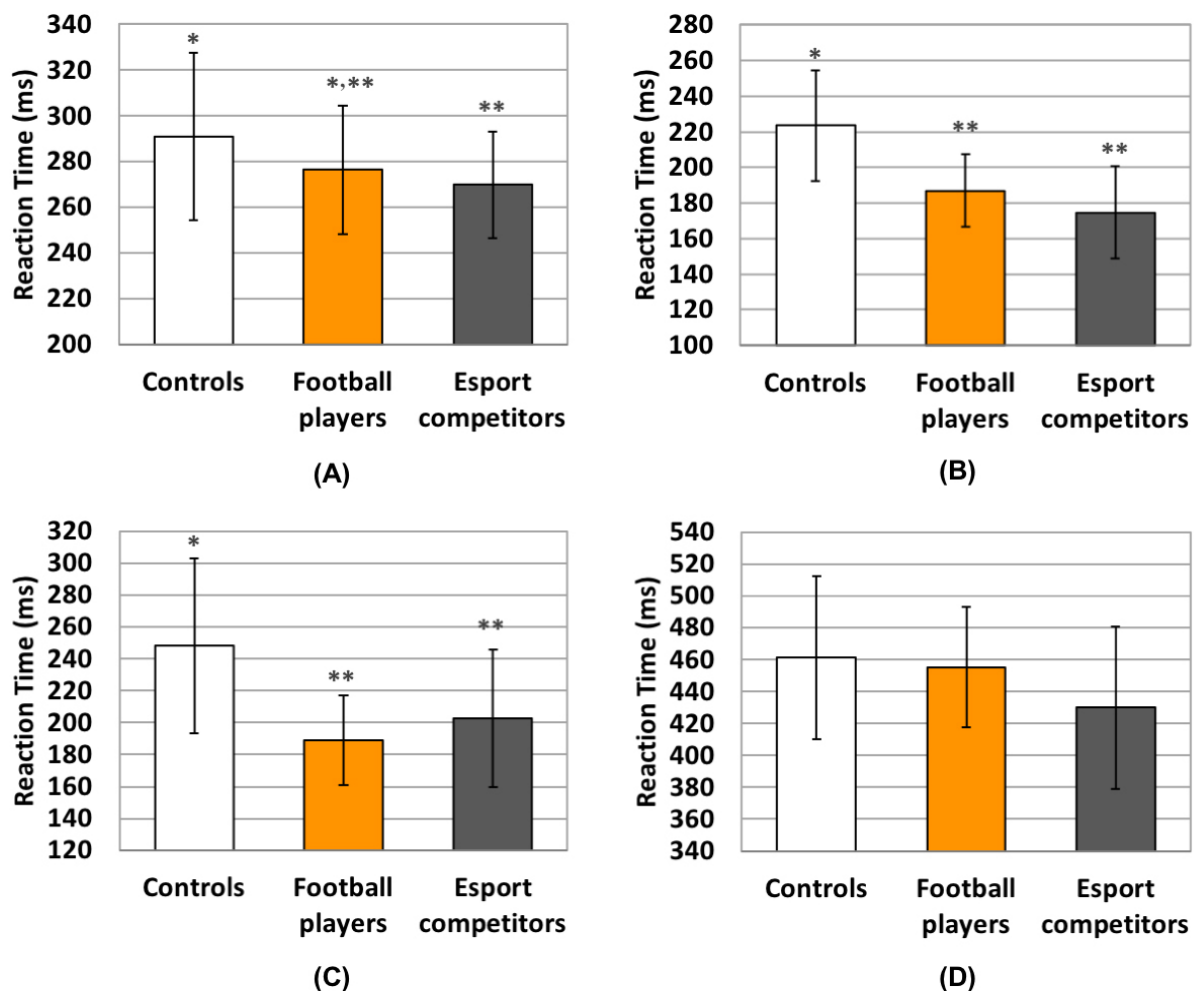 Reaction Time (ms)
340
320
300
280
260
240
220
200
*
*,**
**
Controls
Football
players
Esport
competitors
(A)
Reaction Time (ms)
280
260
240
220
200
180
160
140
120
100
*
**
**
Controls
Football
players
Esport
competitors
(B)
Reaction Time (ms)
320
300
280
260
240
220
200
180
160
140
120
*
**
**
Controls
Football
players
Esport
competitors
(C)
Reaction Time (ms)
540
520
500
480
460
440
420
400
380
360
340
Controls
Football
players
Esport
competitors
(D)